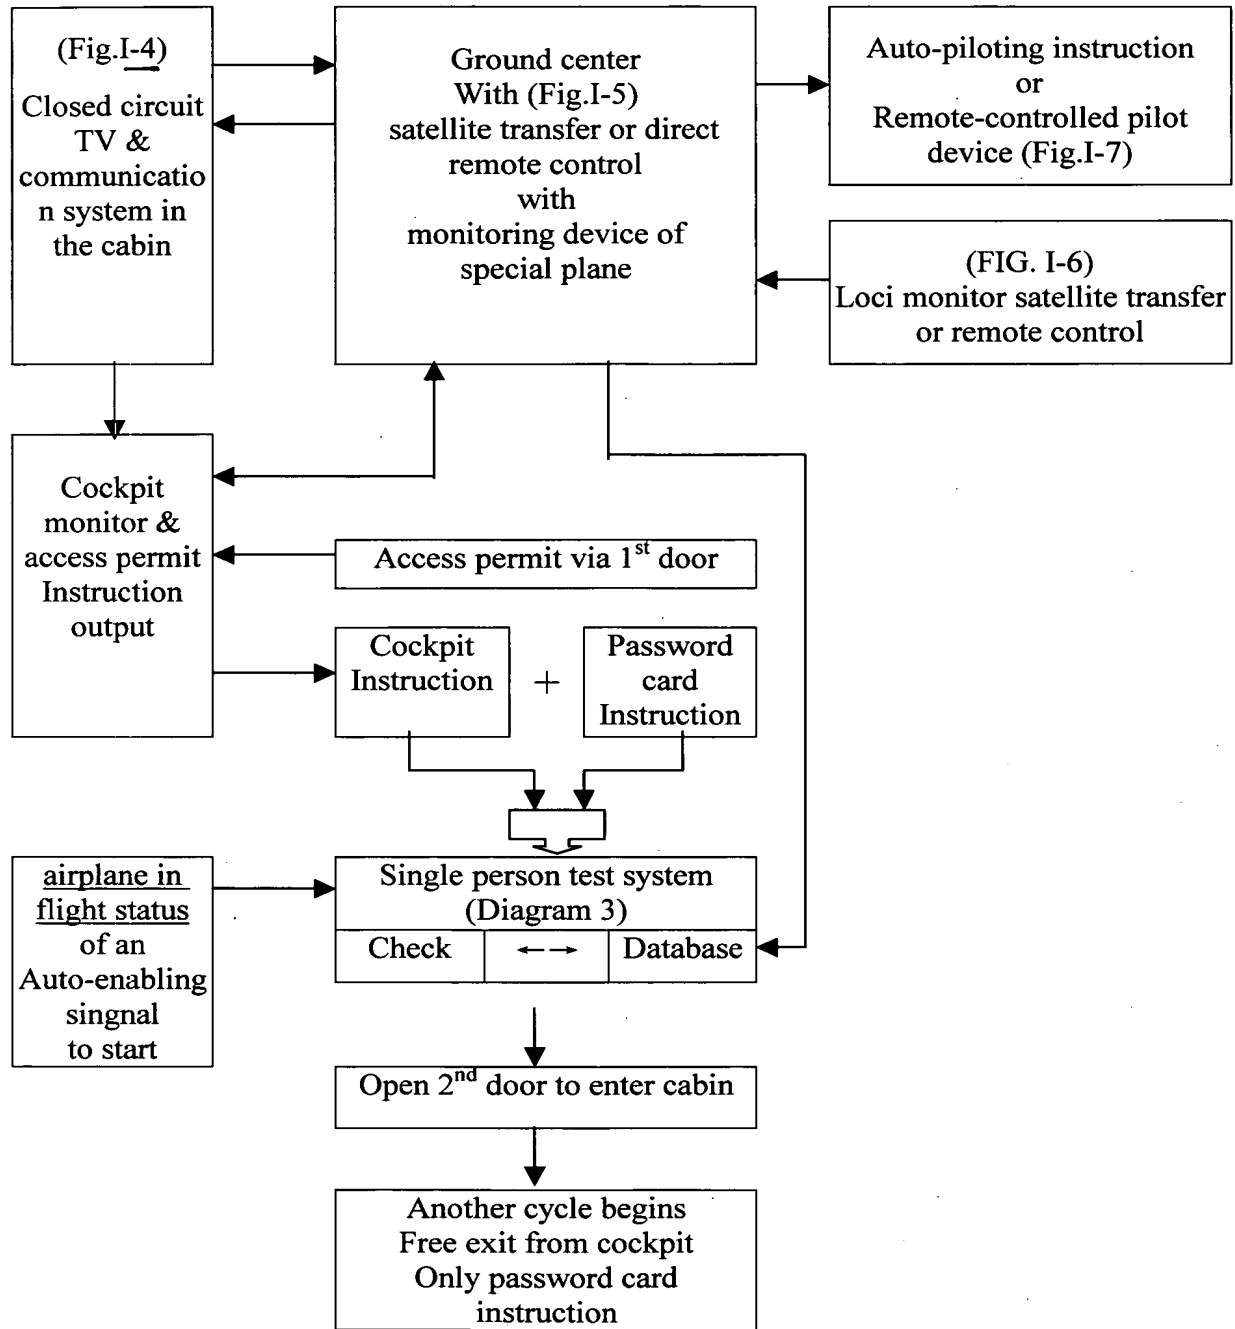 (Fig.I-4)
Closed circuit
TV &
communicatio
n system in
the cabin
Ground center
With (Fig.I-5)
satellite transfer or direct
remote control
with
monitoring device of
special plane
Auto-piloting instruction
or
Remote-controlled pilot
device (Fig.I-7)
(FIG. I-6)
Loci monitor satellite transfer
or remote control
Cockpit
monitor &
access permit
Instruction
output
Access permit via 1st door
Cockpit
Instruction
+
Password
card
Instruction
airplane in
flight status
of an
Auto-enabling
singnal
to start
Single person test system
(Diagram 3)
Check
Database
Open 2nd door to enter cabin
Another cycle begins
Free exit from cockpit
Only password card
instruction